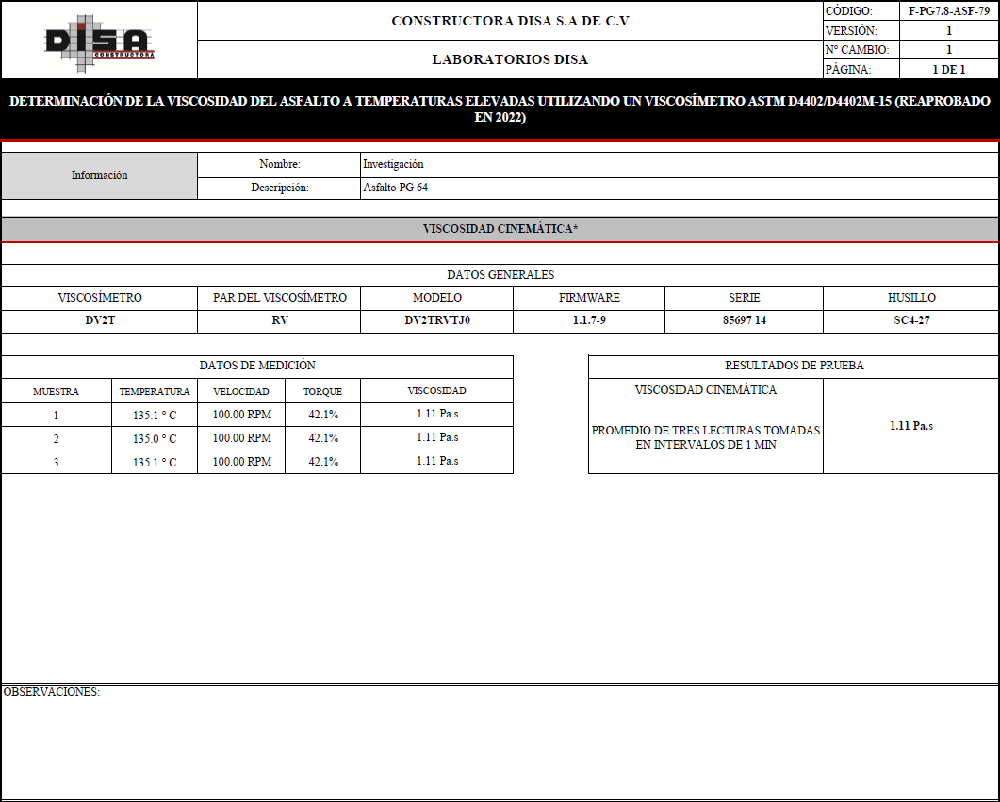 DiSA
CONSTRUCTORA
CONSTRUCTORA DISA S.A DE C.V
LABORATORIOS DISA
CÓDIGO: F-PG7.8-ASF-79
VERSIÓN: 1
Nº CAMBIO: 1
PÁGINA: 1 DE 1
DETERMINACIÓN DE LA VISCOSIDAD DEL ASFALTO A TEMPERATURAS ELEVADAS UTILIZANDO UN VISCOSÍMETRO ASTM D4402/D4402M-15 (REAPROBADO
EN 2022)
Información
Nombre: Investigación
Descripción: Asfalto PG 64
VISCOSIDAD CINEMÁTICA*
DATOS GENERALES
VISCOSÍMETRO PAR DEL VISCOSÍMETRO MODELO FIRMWARE SERIE HUSILLO
DV2T RV DV2TRVTJ0 1.1.7-9 85697 14 SC4-27
DATOS DE MEDICIÓN
MUESTRA TEMPERATURA VELOCIDAD TORQUE VISCOSIDAD
1 135.1 ° C 100.00 RPM 42.1% 1.11 Pa.s
2 135.0 ° C 100.00 RPM 42.1% 1.11 Pa.s
3 135.1 ° C 100.00 RPM 42.1% 1.11 Pa.s
RESULTADOS DE PRUEBA
VISCOSIDAD CINEMÁTICA
PROMEDIO DE TRES LECTURAS TOMADAS
EN INTERVALOS DE 1 MIN
1.11 Pa.s
OBSERVACIONES: